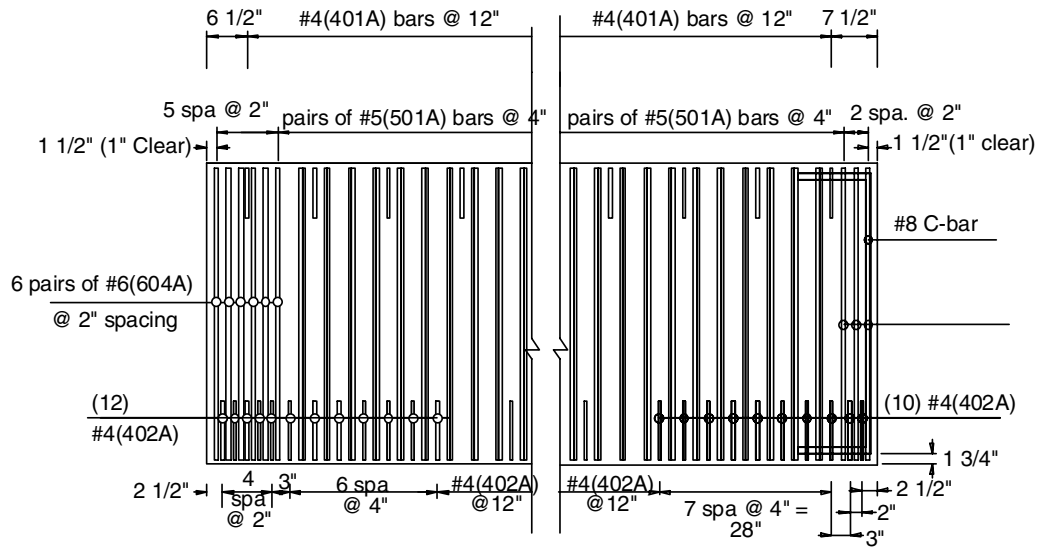 6 1/2"
#4(401A) bars @ 12"
#4(401A) bars @ 12"
7 1/2"
5 spa @ 2"
pairs of #5(501A) bars @ 4"
pairs of #5(501A) bars @ 4"
2 spa. @ 2"
1 1/2" (1" Clear)
1 1/2"(1" clear)
#8 C-bar
6 pairs of #6(604A)
@ 2" spacing
(12)
#4(402A)
(10) #4(402A)
1 3/4"
2 1/2"
4
spa
@ 2"
3"
6 spa
@ 4"
#4(402A)
@12"
#4(402A)
@12"
7 spa @ 4" =
28"
2 1/2"
2"
3"